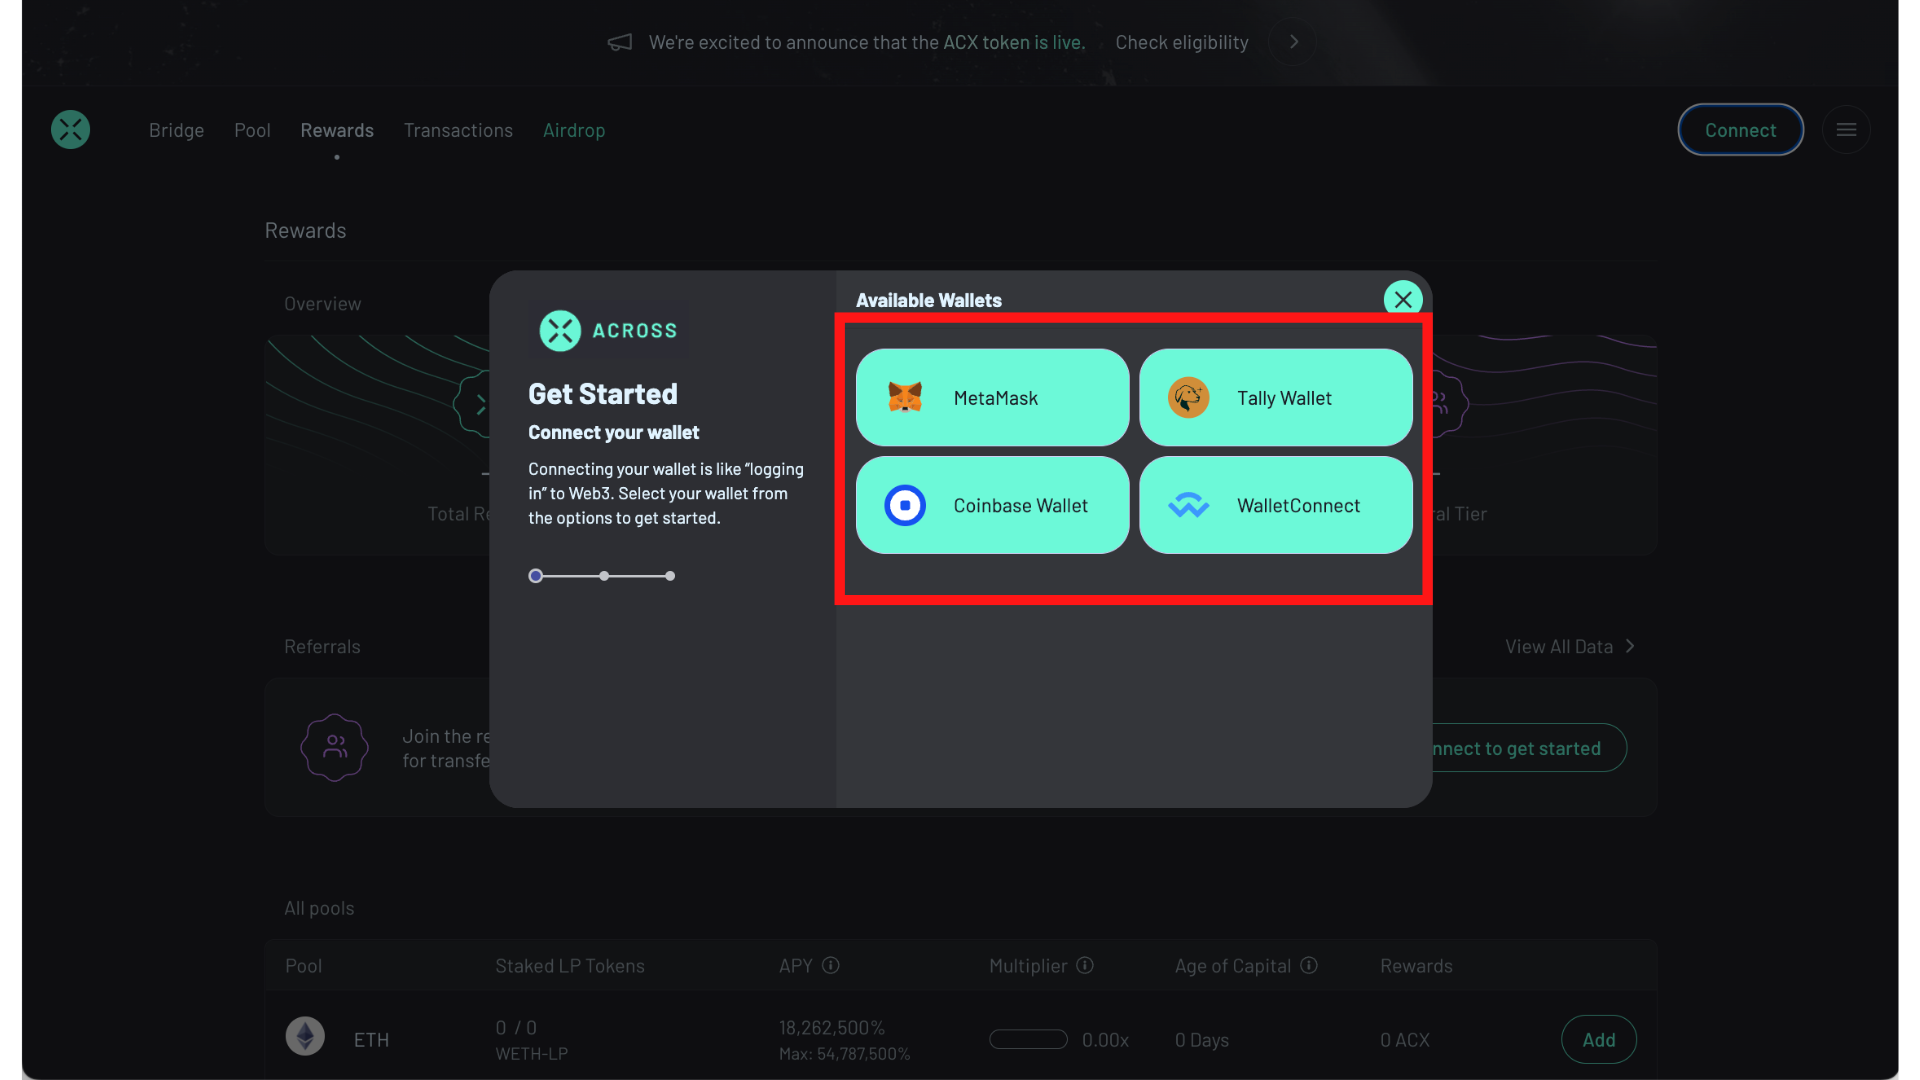 We're excited to announce that the ACX token is live. Check eligibility
Bridge Pool Rewards Transactions Airdrop Connect
Rewards
Overview
Available Wallets
ACROSS
Get Started
Connect your wallet
Connecting your wallet is like “logging
in” to Web3. Select your wallet from
the options to get started.
MetaMask Tally Wallet
Coinbase Wallet WalletConnect
Total Re
al Tier
Referrals View All Data
Join the re
for transfe
nnect to get started
All pools
Pool Staked LP Tokens APY Multiplier Age of Capital Rewards
ETH 0 / 0 18,262,500% 0.00x 0 Days 0 ACX Add
WETH-LP Max: 54,787,500%